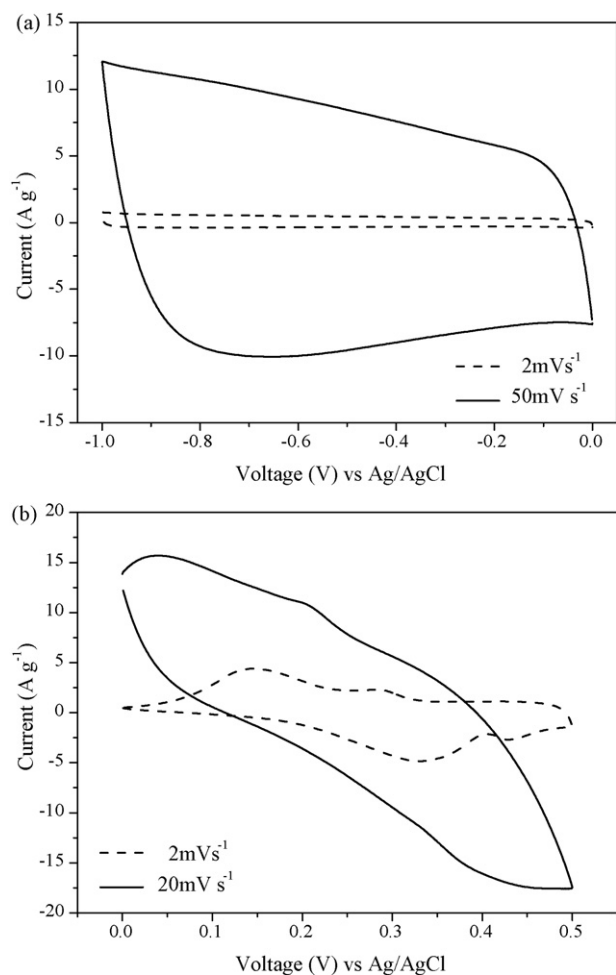 (a)
15
10
5
0
-5
-10
-15
Current (A g⁻¹)
2mVs⁻¹
50mV s⁻¹
-1.0 -0.8 -0.6 -0.4 -0.2 0.0
Voltage (V) vs Ag/AgCl
(b)
20
15
10
5
0
-5
-10
-15
-20
Current (A g⁻¹)
2mVs⁻¹
20mV s⁻¹
0.0 0.1 0.2 0.3 0.4 0.5
Voltage (V) vs Ag/AgCl